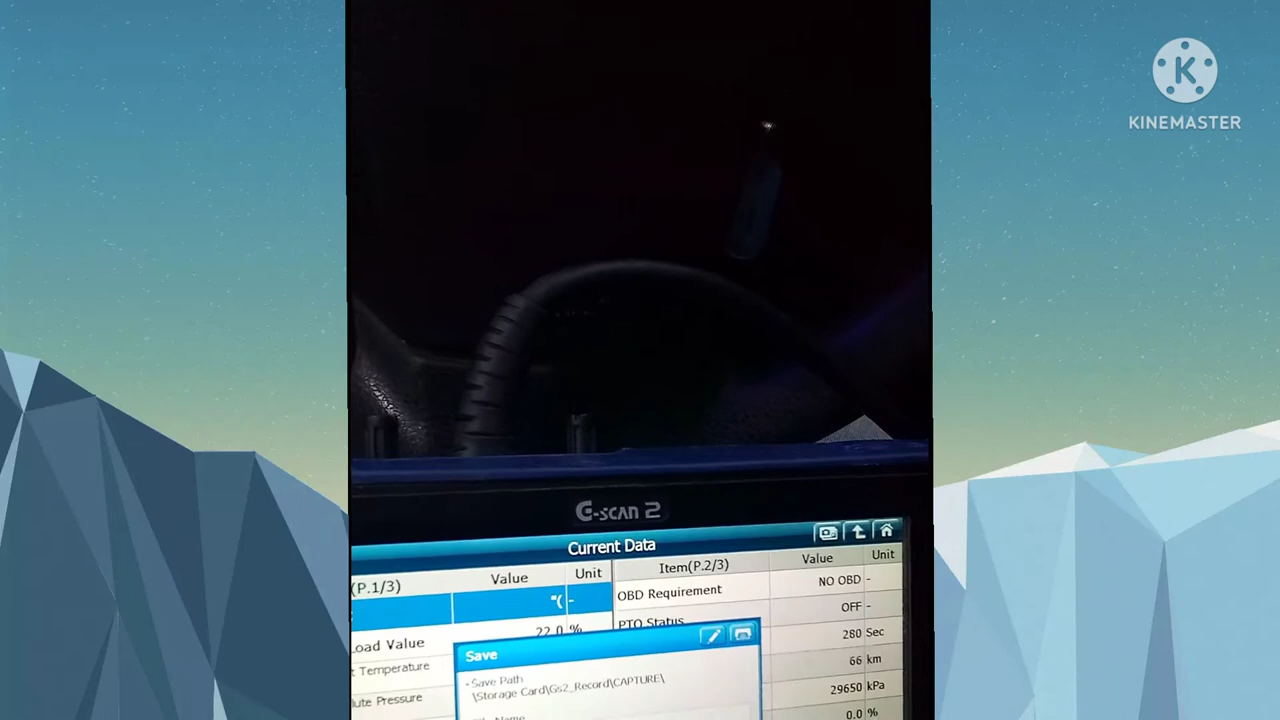 KINEMASTER
G-scan 2
Current Data
(P.1/3) Value Unit Item(P.2/3) Value Unit
"( - OBD Requirement NO OBD -
22.0 % PTO Status OFF -
Load Value 280 Sec
t Temperature 66 km
lute Pressure 29650 kPa
0.0 %
Save
Save Path
\Storage Card\Gs2_Record\CAPTURE\
Name